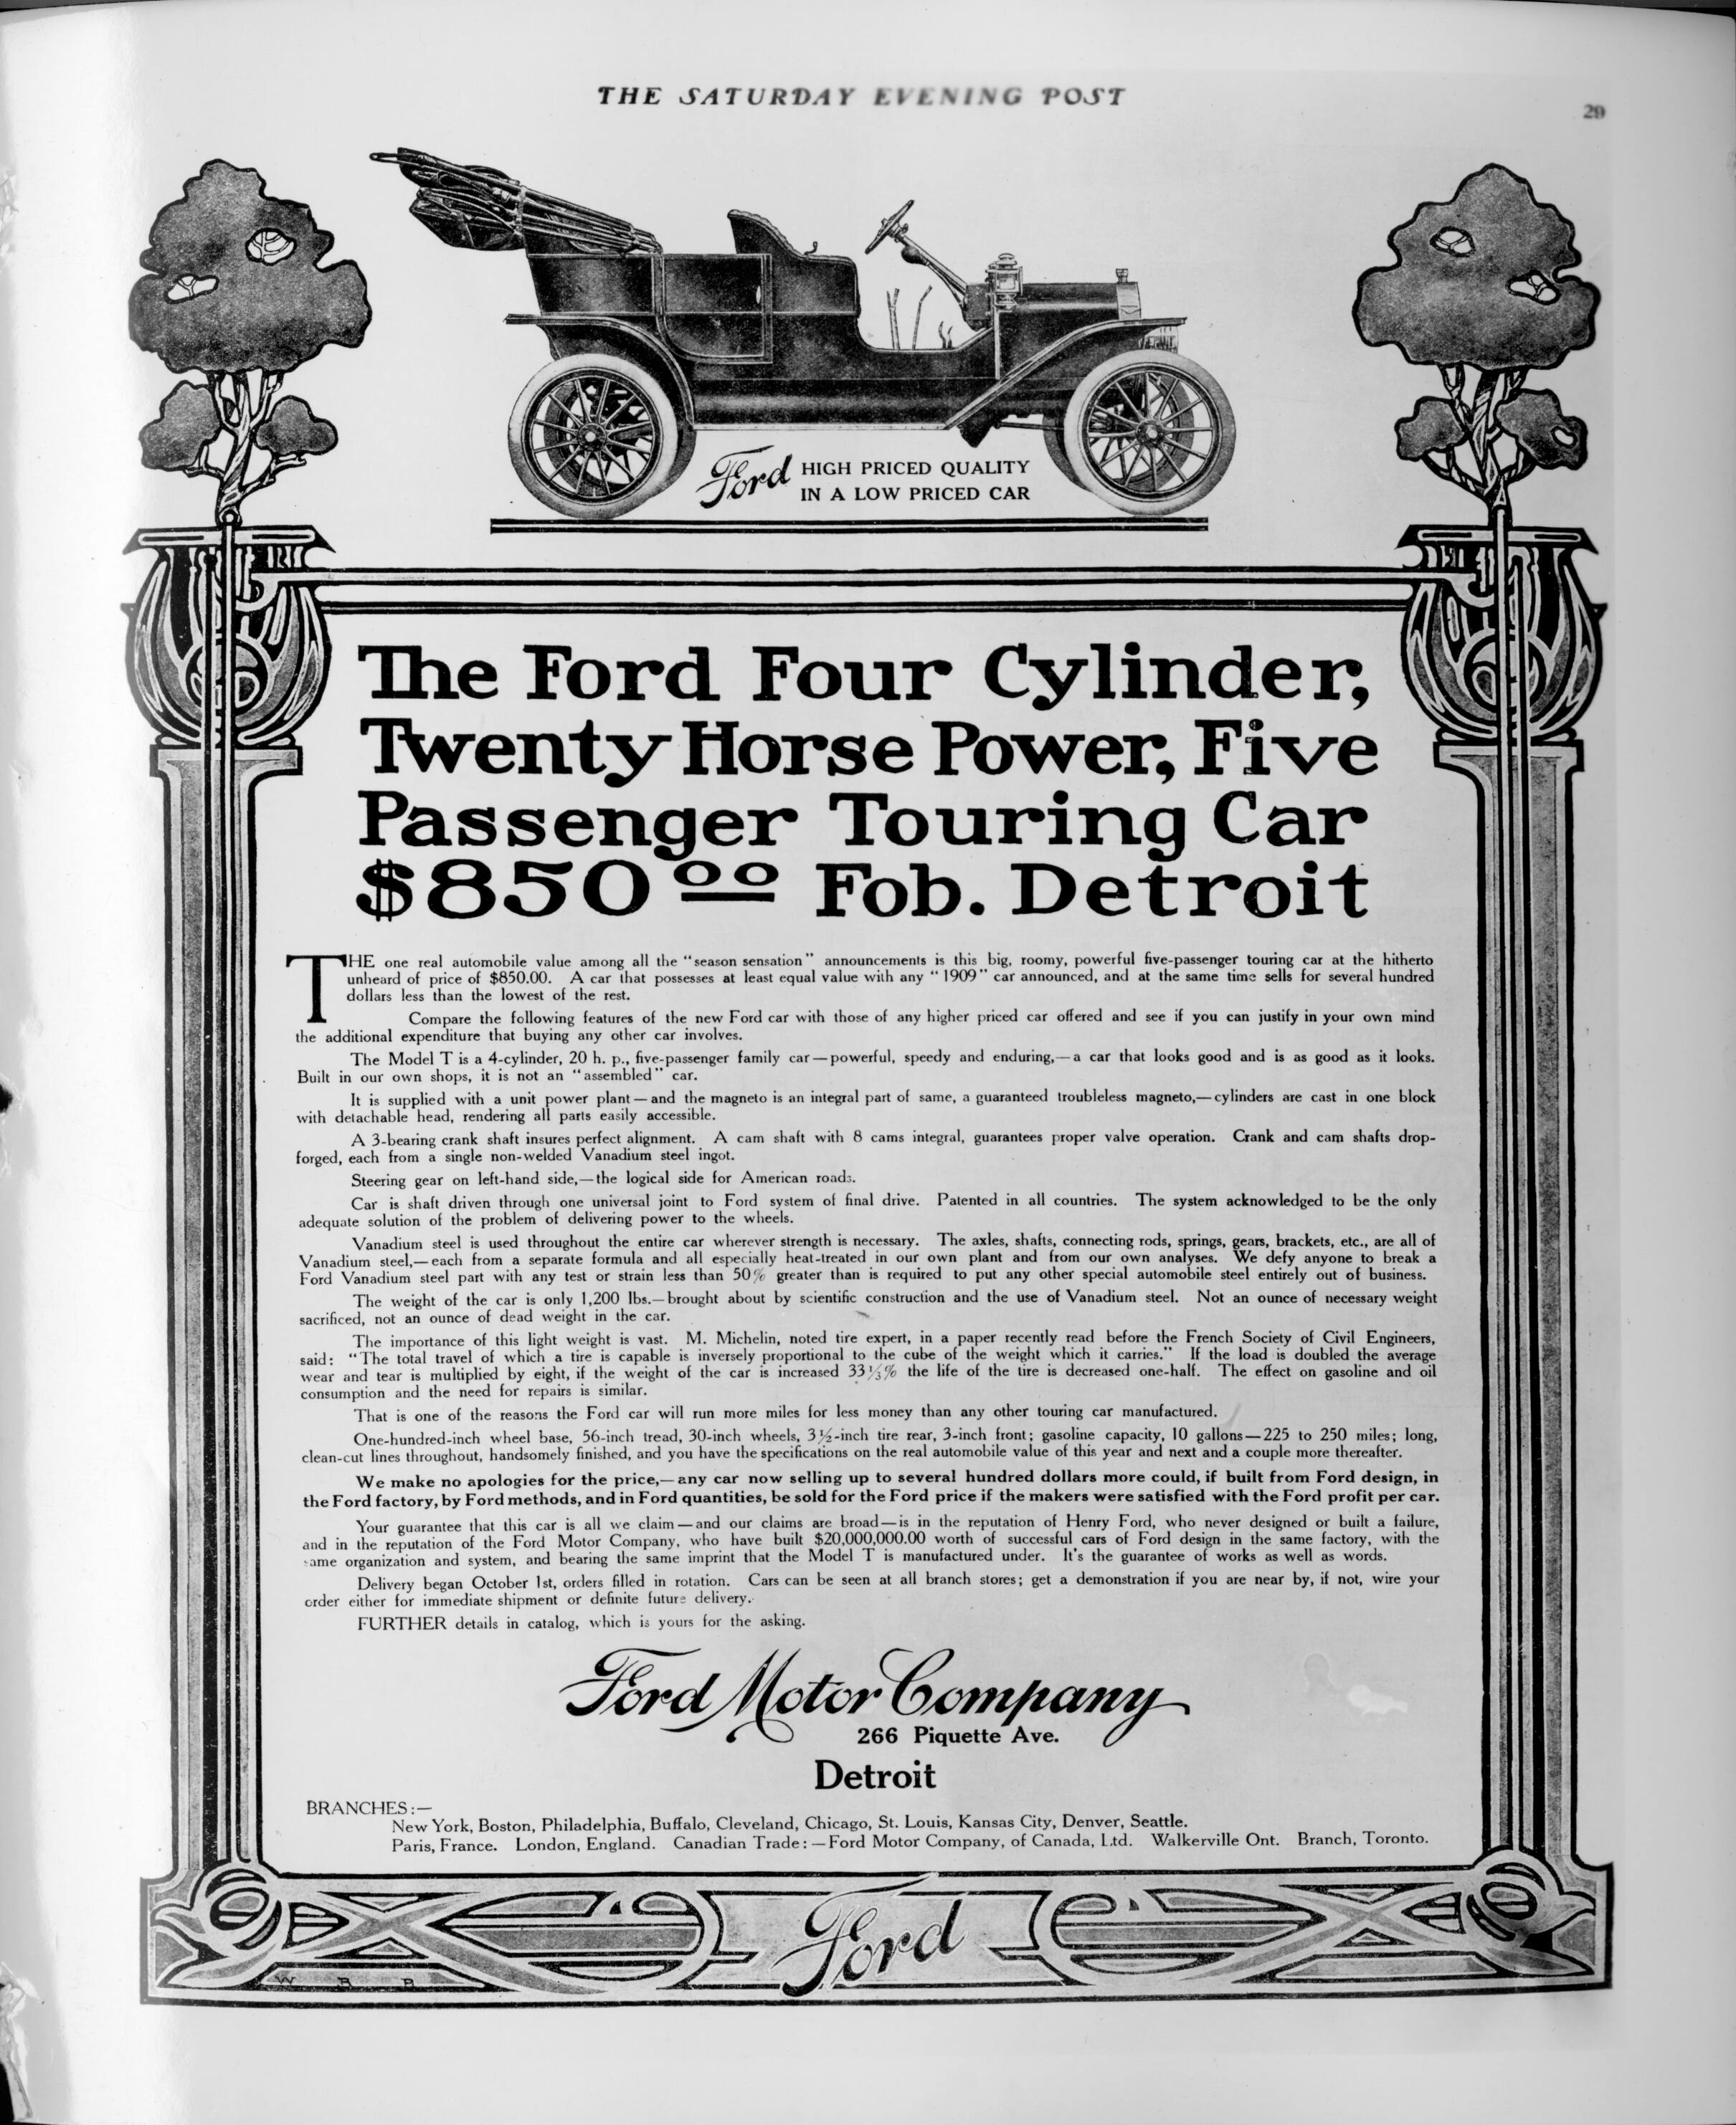 THE SATURDAY EVENING POST
29
Ford HIGH PRICED QUALITY
IN A LOW PRICED CAR
The Ford Four Cylinder,
Twenty Horse Power, Five
Passenger Touring Car
$850.00 Fob. Detroit
THE one real automobile value among all the "season sensation" announcements is this big, roomy, powerful five-passenger touring car at the hitherto
unheard of price of $850.00. A car that possesses at least equal value with any "1909" car announced, and at the same time sells for several hundred
dollars less than the lowest of the rest.
Compare the following features of the new Ford car with those of any higher priced car offered and see if you can justify in your own mind
the additional expenditure that buying any other car involves.
The Model T is a 4-cylinder, 20 h. p., five-passenger family car—powerful, speedy and enduring,—a car that looks good and is as good as it looks.
Built in our own shops, it is not an "assembled" car.
It is supplied with a unit power plant—and the magneto is an integral part of same, a guaranteed troubleless magneto,—cylinders are cast in one block
with detachable head, rendering all parts easily accessible.
A 3-bearing crank shaft insures perfect alignment. A cam shaft with 8 cams integral, guarantees proper valve operation. Crank and cam shafts drop-
forged, each from a single non-welded Vanadium steel ingot.
Steering gear on left-hand side,—the logical side for American roads.
Car is shaft driven through one universal joint to Ford system of final drive. Patented in all countries. The system acknowledged to be the only
adequate solution of the problem of delivering power to the wheels.
Vanadium steel is used throughout the entire car wherever strength is necessary. The axles, shafts, connecting rods, springs, gears, brackets, etc., are all of
Vanadium steel,—each from a separate formula and all especially heat-treated in our own plant and from our own analyses. We defy anyone to break a
Ford Vanadium steel part with any test or strain less than 50% greater than is required to put any other special automobile steel entirely out of business.
The weight of the car is only 1,200 lbs.—brought about by scientific construction and the use of Vanadium steel. Not an ounce of necessary weight
sacrificed, not an ounce of dead weight in the car.
The importance of this light weight is vast. M. Michelin, noted tire expert, in a paper recently read before the French Society of Civil Engineers,
said: "The total travel of which a tire is capable is inversely proportional to the cube of the weight which it carries." If the load is doubled the average
wear and tear is multiplied by eight, if the weight of the car is increased 33⅓% the life of the tire is decreased one-half. The effect on gasoline and oil
consumption and the need for repairs is similar.
That is one of the reasons the Ford car will run more miles for less money than any other touring car manufactured.
One-hundred-inch wheel base, 56-inch tread, 30-inch wheels, 3½-inch tire rear, 3-inch front; gasoline capacity, 10 gallons—225 to 250 miles; long,
clean-cut lines throughout, handsomely finished, and you have the specifications on the real automobile value of this year and next and a couple more thereafter.
We make no apologies for the price,—any car now selling up to several hundred dollars more could, if built from Ford design, in
the Ford factory, by Ford methods, and in Ford quantities, be sold for the Ford price if the makers were satisfied with the Ford profit per car.
Your guarantee that this car is all we claim—and our claims are broad—is in the reputation of Henry Ford, who never designed or built a failure,
and in the reputation of the Ford Motor Company, who have built $20,000,000.00 worth of successful cars of Ford design in the same factory, with the
same organization and system, and bearing the same imprint that the Model T is manufactured under. It's the guarantee of works as well as words.
Delivery began October 1st, orders filled in rotation. Cars can be seen at all branch stores; get a demonstration if you are near by, if not, wire your
order either for immediate shipment or definite future delivery.
FURTHER details in catalog, which is yours for the asking.
Ford Motor Company
266 Piquette Ave.
Detroit
BRANCHES:—
New York, Boston, Philadelphia, Buffalo, Cleveland, Chicago, St. Louis, Kansas City, Denver, Seattle.
Paris, France. London, England. Canadian Trade:—Ford Motor Company, of Canada, Ltd. Walkerville Ont. Branch, Toronto.
Ford